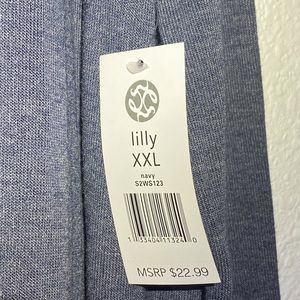 lilly
XXL
navy
S2WS123
1 33404 11324 0
MSRP $22.99